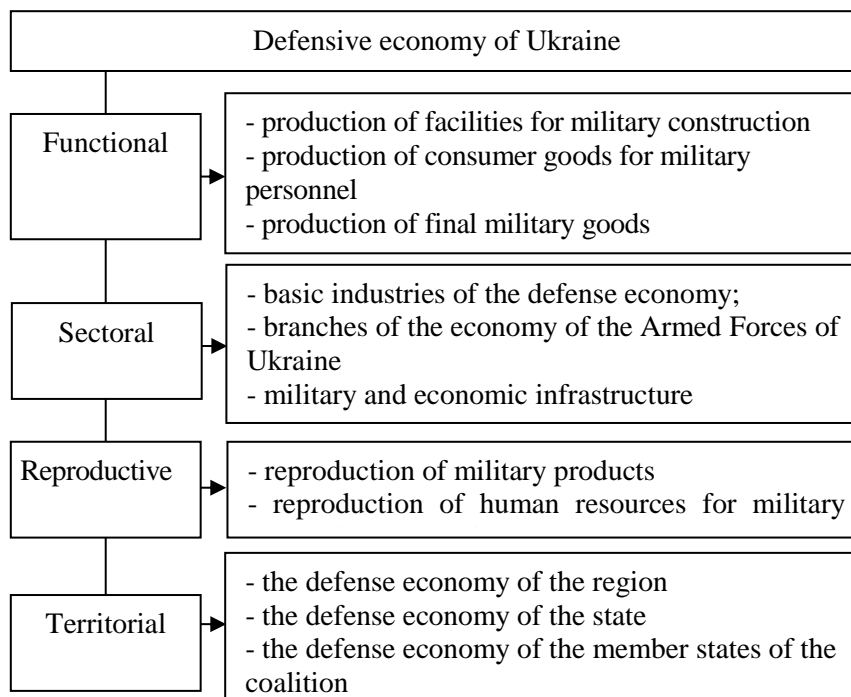 Defensive economy of Ukraine
Functional
- production of facilities for military construction
- production of consumer goods for military
personnel
- production of final military goods
Sectoral
- basic industries of the defense economy;
- branches of the economy of the Armed Forces of
Ukraine
- military and economic infrastructure
Reproductive
- reproduction of military products
- reproduction of human resources for military
Territorial
- the defense economy of the region
- the defense economy of the state
- the defense economy of the member states of the
coalition